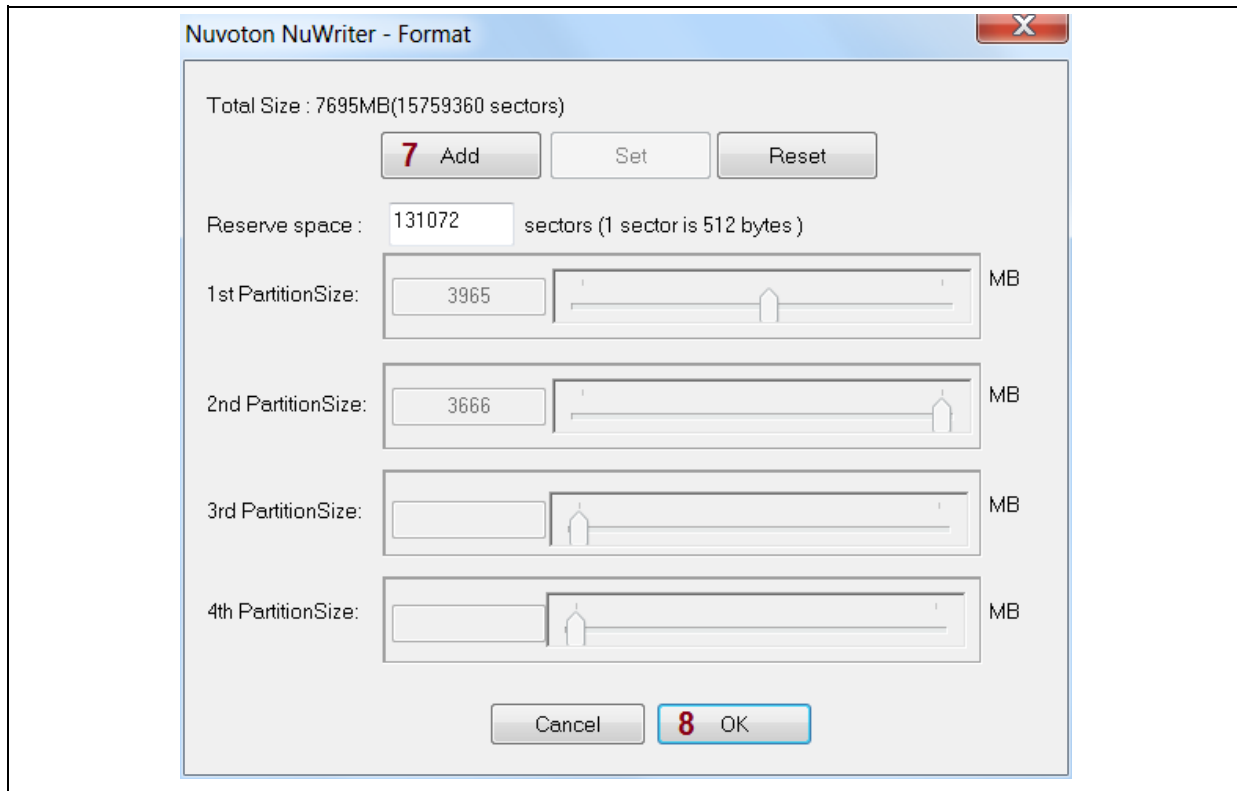 Nuvoton NuWriter - Format
X
Total Size : 7695MB(15759360 sectors)
7 Add Set Reset
Reserve space : 131072 sectors (1 sector is 512 bytes )
1st PartitionSize: 3965 MB
2nd PartitionSize: 3666 MB
3rd PartitionSize: MB
4th PartitionSize: MB
Cancel 8 OK